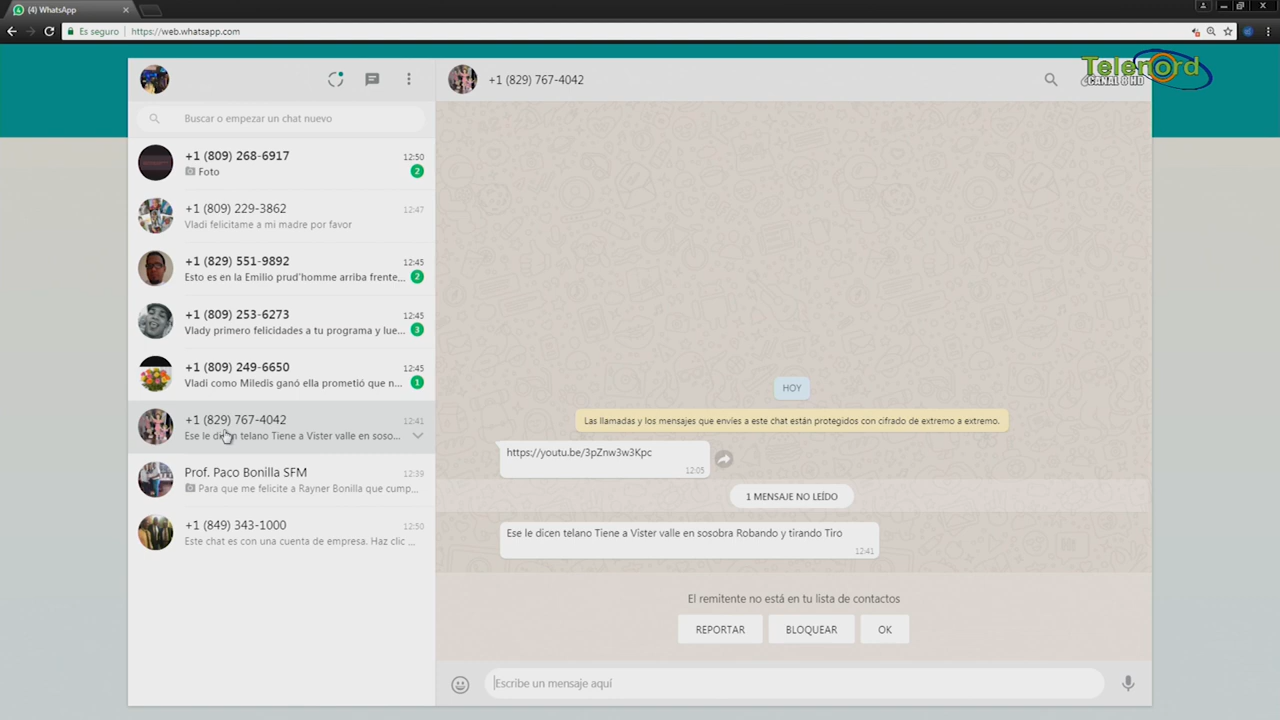 (4) WhatsApp
Es seguro
https://web.whatsapp.com
Telenord
CANAL 8 HD
Buscar o empezar un chat nuevo
+1 (809) 268-6917
12:50
Foto
2
+1 (809) 229-3862
12:47
Vladi felicitame a mi madre por favor
+1 (829) 551-9892
12:45
Esto es en la Emilio prud'homme arriba frente...
2
+1 (829) 253-6273
12:45
Vlady primero felicidades a tu programa y lue...
3
+1 (809) 249-6650
12:45
Vladi como Miledis ganó ella prometió que n...
1
+1 (829) 767-4042
12:41
Ese le dicen telano Tiene a Vister valle en soso...
Prof. Paco Bonilla SFM
12:39
Para que me felicite a Rayner Bonilla que cump...
+1 (849) 343-1000
12:50
Este chat es con una cuenta de empresa. Haz clic ...
+1 (829) 767-4042
HOY
Las llamadas y los mensajes que envíes a este chat están protegidos con cifrado de extremo a extremo.
https://youtu.be/3pZnw3w3Kpc
12:05
1 MENSAJE NO LEÍDO
Ese le dicen telano Tiene a Vister valle en sosobra Robando y tirando Tiro
12:41
El remitente no está en tu lista de contactos
REPORTAR
BLOQUEAR
OK
Escribe un mensaje aquí